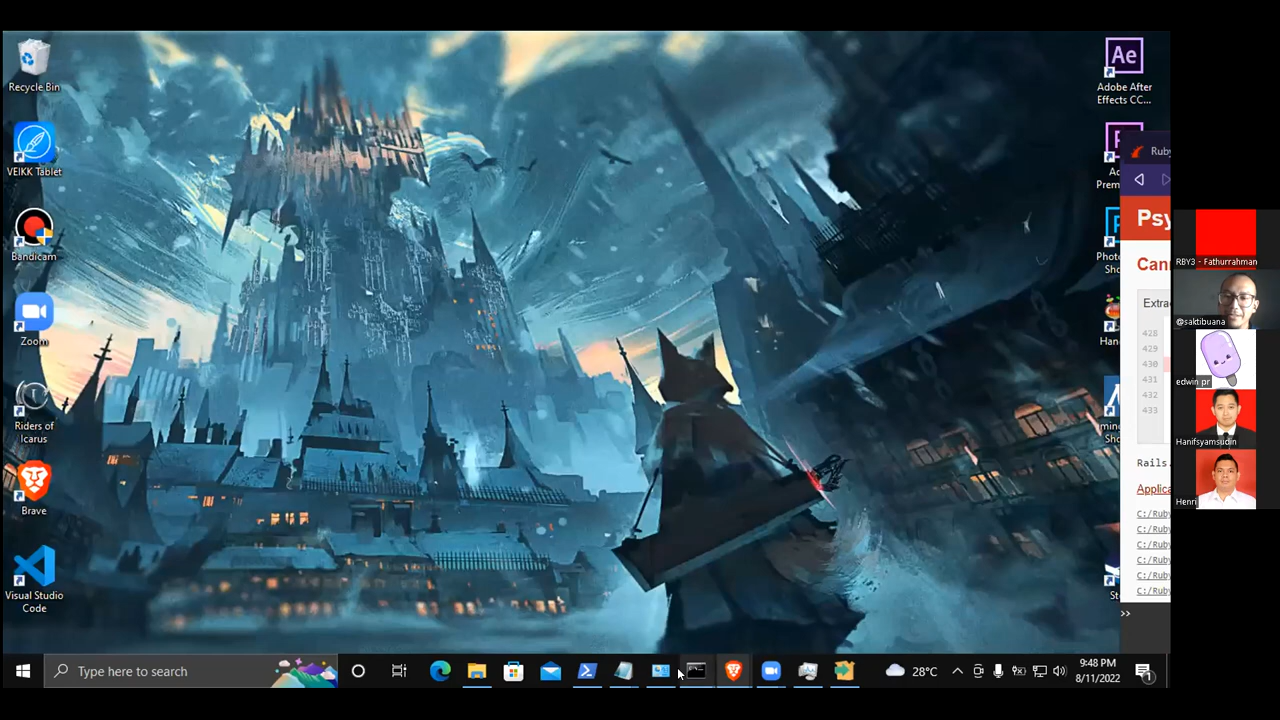 Recycle Bin
VEIKK Tablet
Bandicam
Zoom
Riders of
Icarus
Brave
Visual Studio
Code
Ae
Adobe After
Effects CC...
Ruby
Psy
Extra
428
429
430
431
432
433
Rails.
Applica
C:/Ruby
C:/Ruby
C:/Ruby
C:/Ruby
C:/Ruby
C:/Ruby
>>
RBY3 - Fathurrahman
@saktibuana
edwin pr
Hanifsyamsudin
Henri
Type here to search
28°C
9:48 PM
8/11/2022
1